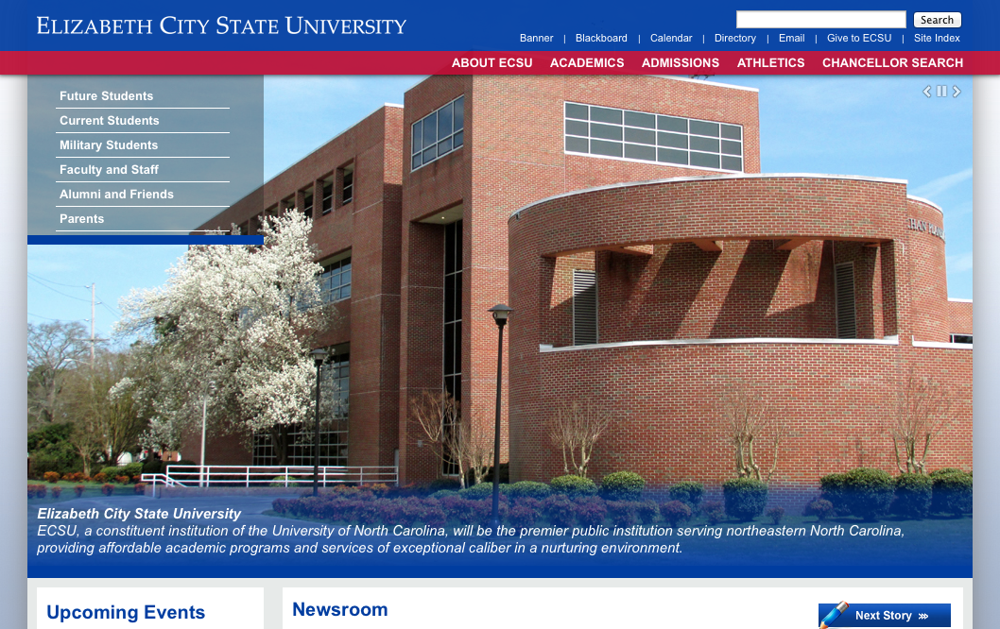 ELIZABETH CITY STATE UNIVERSITY
Search
Banner | Blackboard | Calendar | Directory | Email | Give to ECSU | Site Index
ABOUT ECSU ACADEMICS ADMISSIONS ATHLETICS CHANCELLOR SEARCH
Future Students
Current Students
Military Students
Faculty and Staff
Alumni and Friends
Parents
Elizabeth City State University
ECSU, a constituent institution of the University of North Carolina, will be the premier public institution serving northeastern North Carolina,
providing affordable academic programs and services of exceptional caliber in a nurturing environment.
Upcoming Events
Newsroom
Next Story »